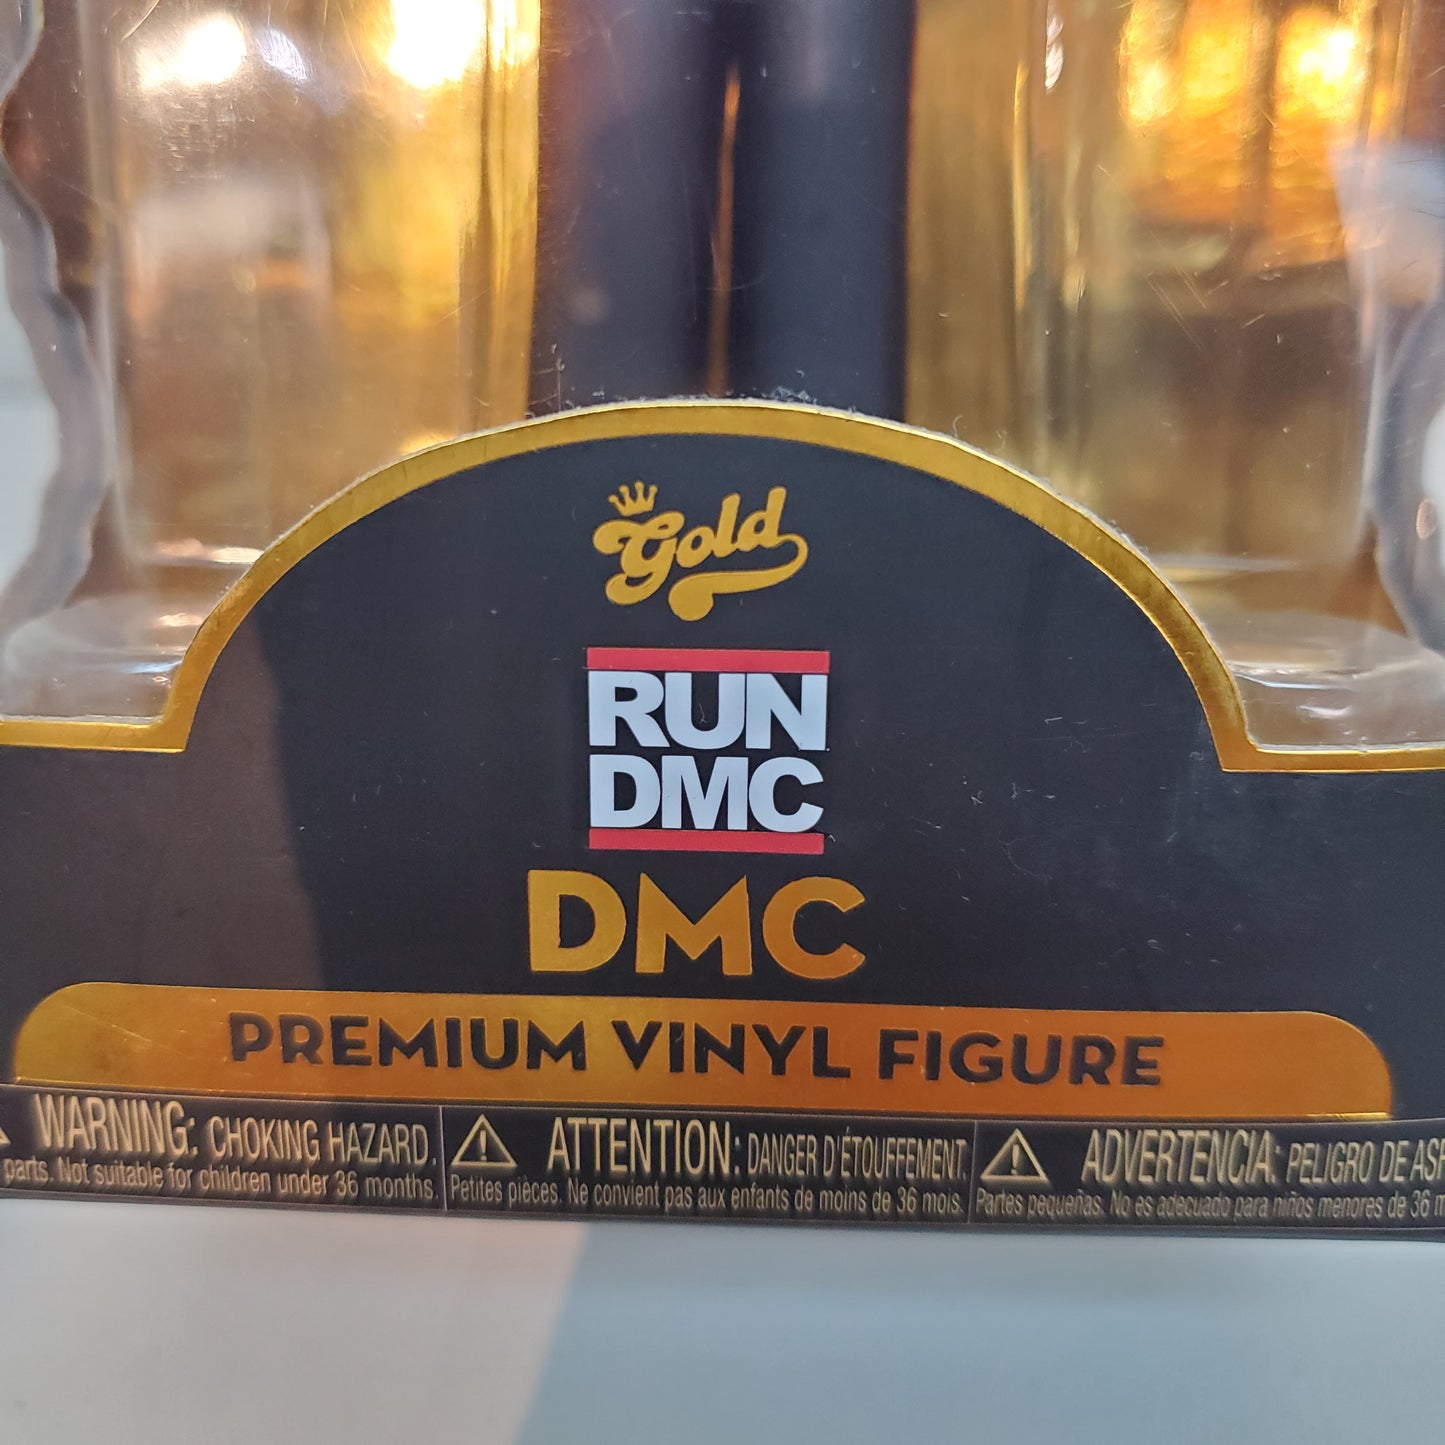 Gold
RUN
DMC
DMC
PREMIUM VINYL FIGURE
WARNING: CHOKING HAZARD.
parts. Not suitable for children under 36 months.
ATTENTION: DANGER D'ÉTOUFFEMENT.
Petites pièces. Ne convient pas aux enfants de moins de 36 mois.
ADVERTENCIA: PELIGRO DE ASF
Partes pequeñas. No es adecuado para niños menores de 36 m